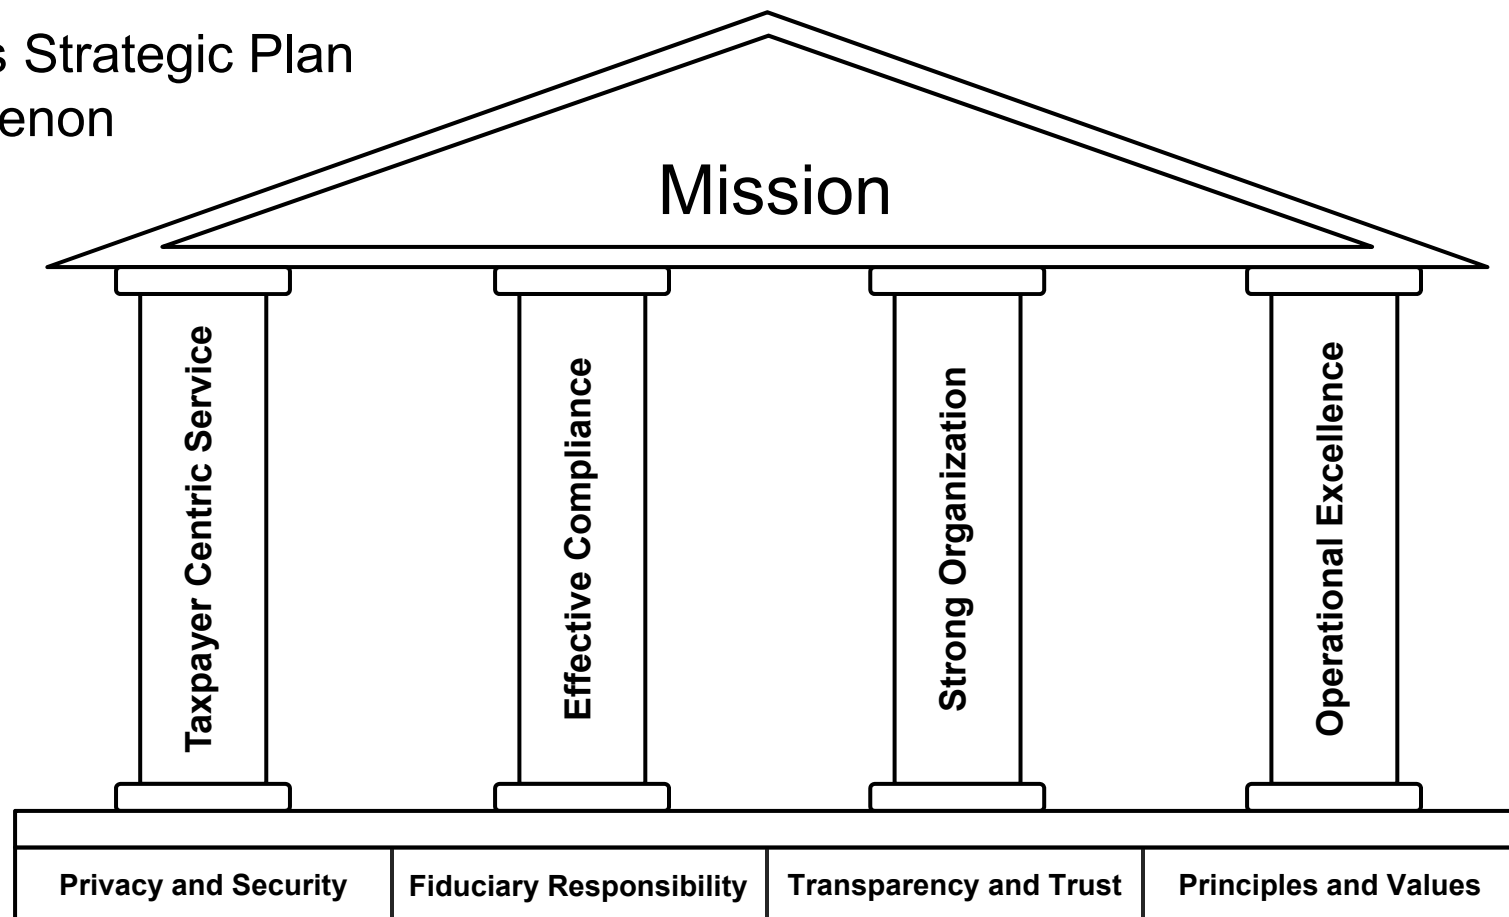 s Strategic Plan
enon
Mission
Taxpayer Centric Service
Effective Compliance
Strong Organization
Operational Excellence
Privacy and Security
Fiduciary Responsibility
Transparency and Trust
Principles and Values